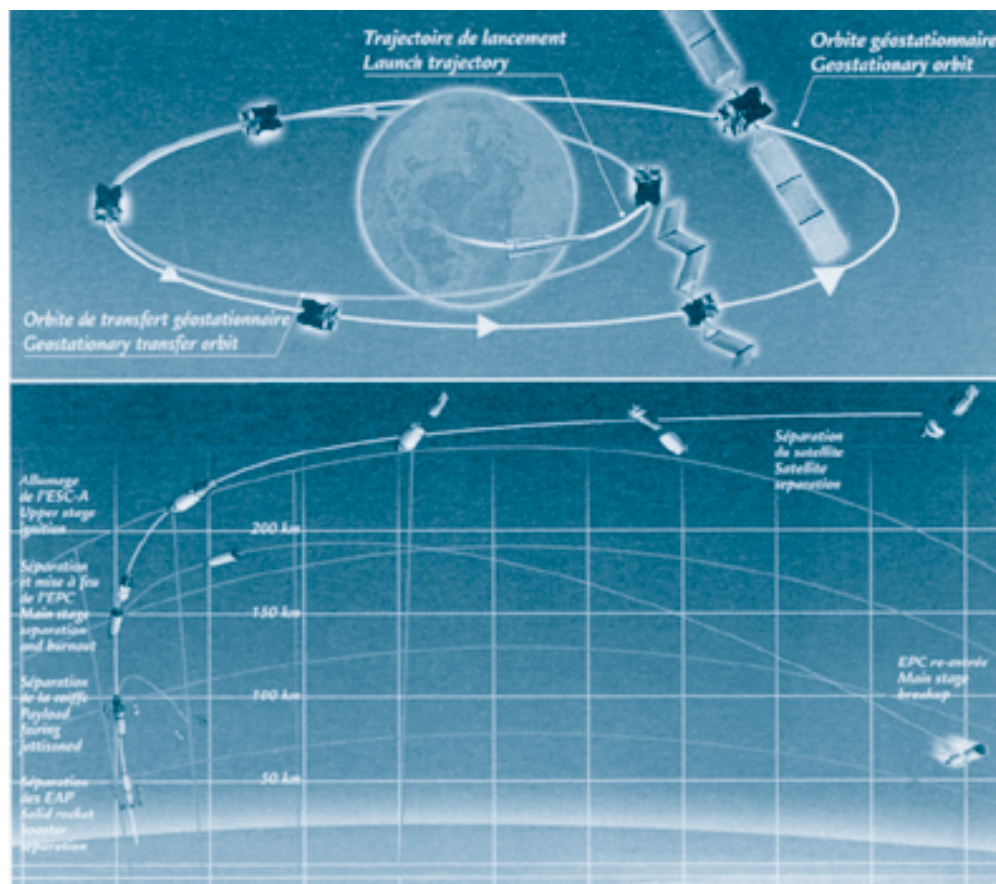 Trajectoire de lancement
Launch trajectory
Orbite géostationnaire
Geostationary orbit
Orbite de transfert géostationnaire
Geostationary transfer orbit
Séparation
du satellite
Satellite
separation
Allumage
de l'ESC-A
Upper stage
ignition
200 km
Séparation
et mise à feu
de l'EPC
Main stage
separation
and burnout
150 km
EPC re-entrée
Main stage
breakup
Séparation
de la coiffe
Payload
fairing
jettisoned
100 km
Séparation
des EAP
Solid rocket
booster
separation
50 km